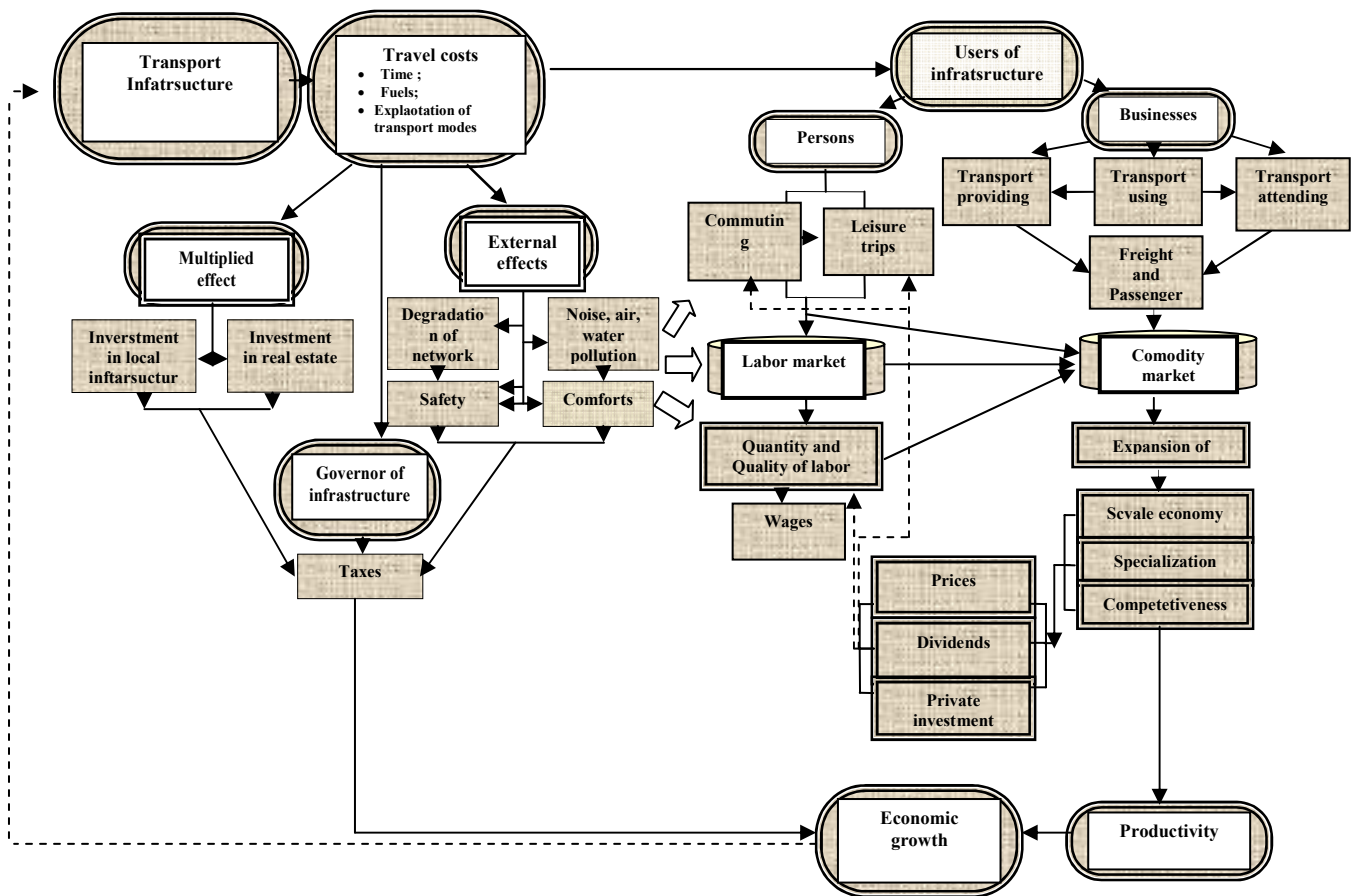 Transport
Infatrsucture
Travel costs
• Time ;
• Fuels;
• Explaotation of
transport modes
Users of
infratsructure
Persons
Businesses
Transport
providing
Transport
using
Transport
attending
Commutin
g
Leisure
trips
Freight
and
Passenger
Multiplied
effect
External
effects
Inverstment
in local
inftarsuctur
Investment
in real estate
Degradatio
n of
network
Noise, air,
water
pollution
Safety
Comforts
Labor market
Comodity
market
Governor of
infrastructure
Taxes
Quantity and
Quality of labor
Wages
Expansion of
Scvale economy
Specialization
Competetiveness
Prices
Dividends
Private
investment
Economic
growth
Productivity